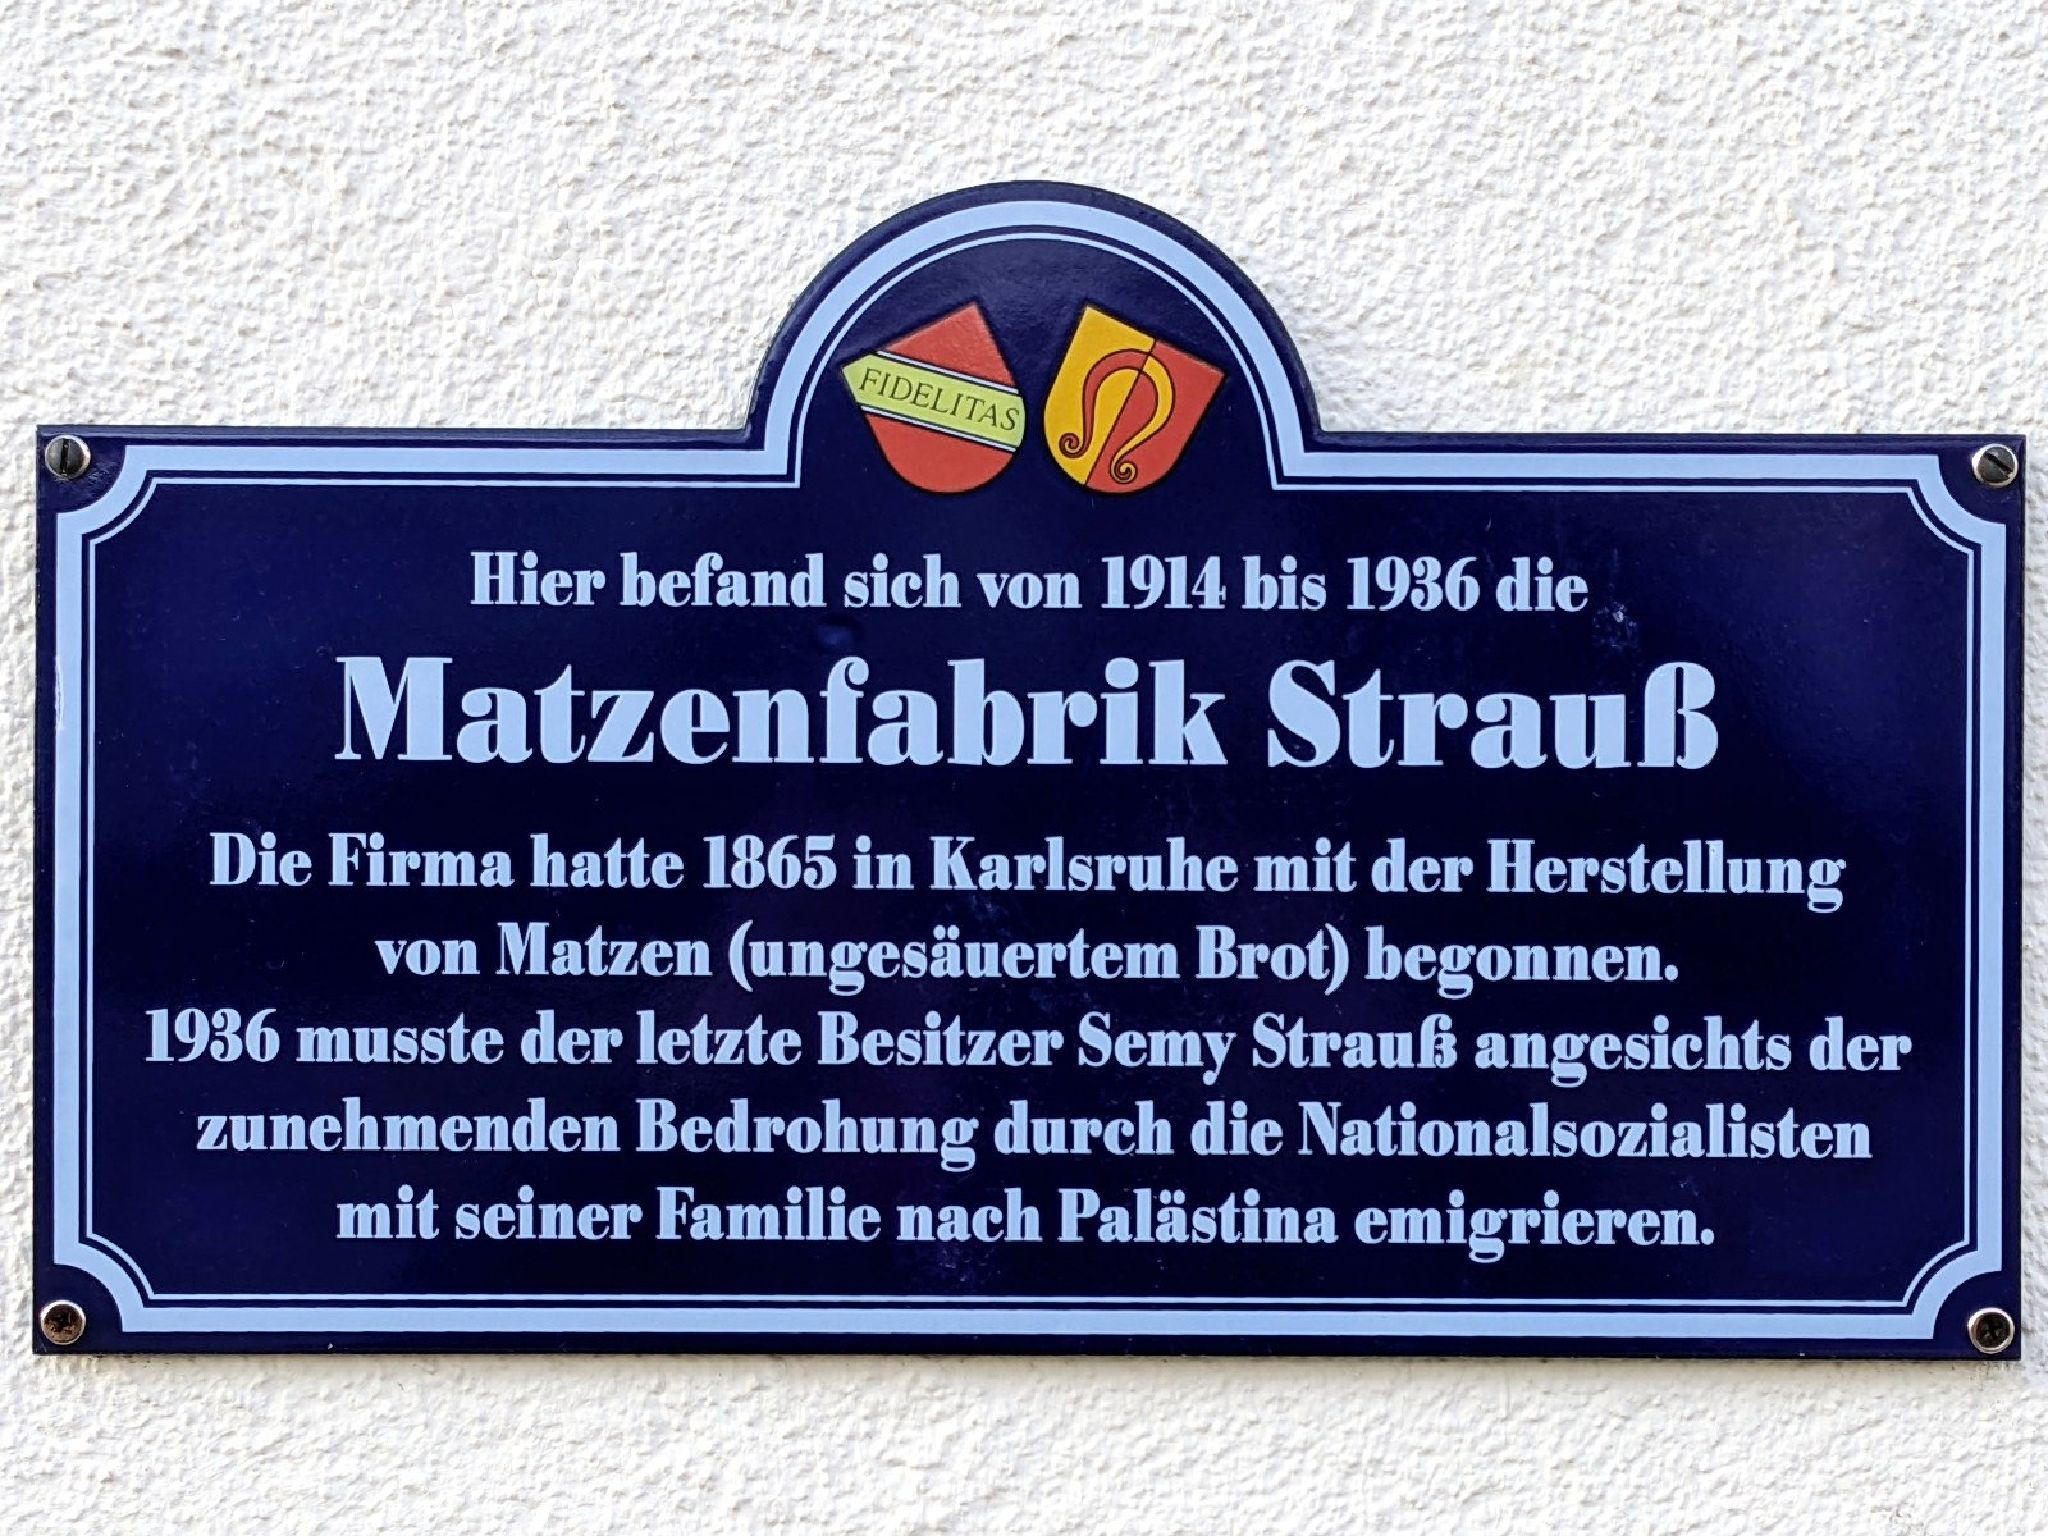 FIDELITAS
Hier befand sich von 1914 bis 1936 die
Matzenfabrik Strauß
Die Firma hatte 1865 in Karlsruhe mit der Herstellung
von Matzen (ungesäuertem Brot) begonnen.
1936 musste der letzte Besitzer Semy Strauß angesichts der
zunehmenden Bedrohung durch die Nationalsozialisten
mit seiner Familie nach Palästina emigrieren.